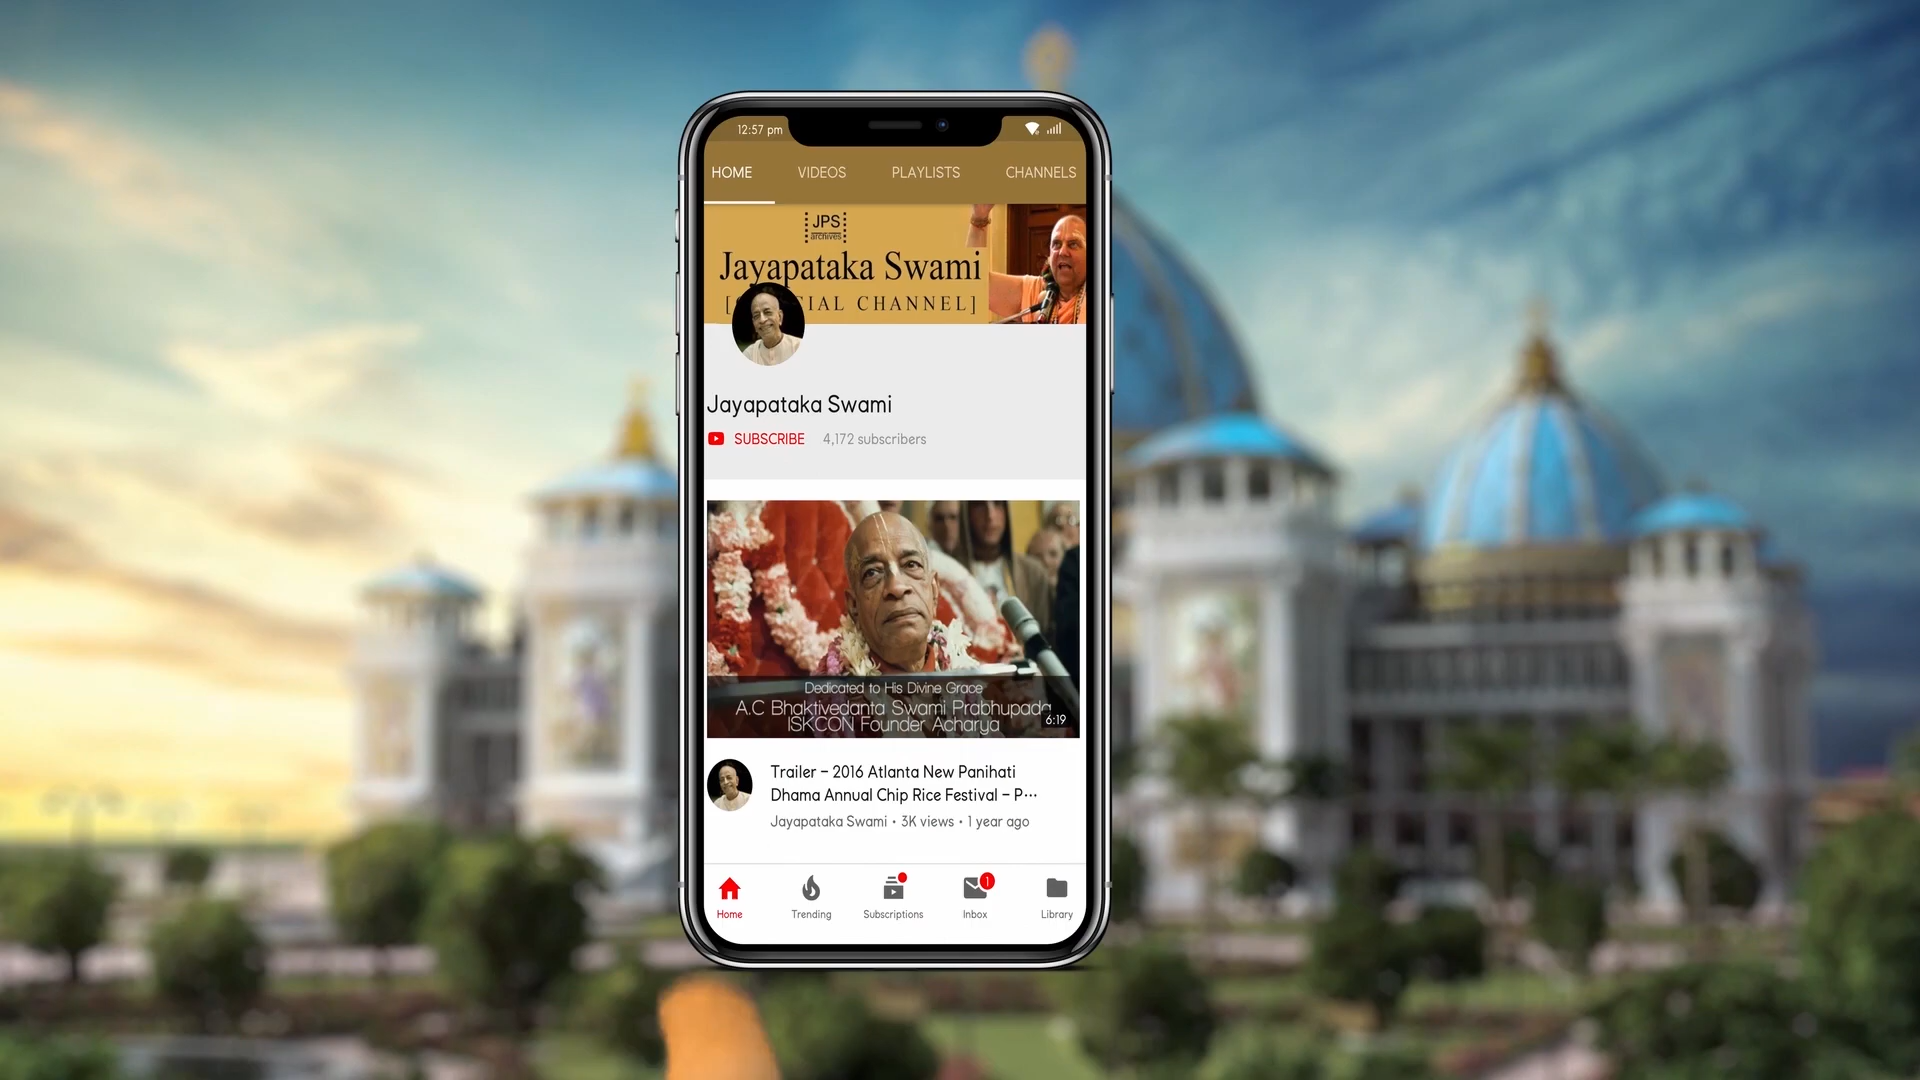 12:57 pm
HOME VIDEOS PLAYLISTS CHANNELS
JPS
archives
Jayapataka Swami
CIAL CHANNEL]
Jayapataka Swami
SUBSCRIBE 4,172 subscribers
Dedicated to His Divine Grace
A.C Bhaktivedanta Swami Prabhupada
ISKCON Founder Acharya
6:19
Trailer - 2016 Atlanta New Panihati
Dhama Annual Chip Rice Festival - P...
Jayapataka Swami • 3K views • 1 year ago
1
Home Trending Subscriptions Inbox Library